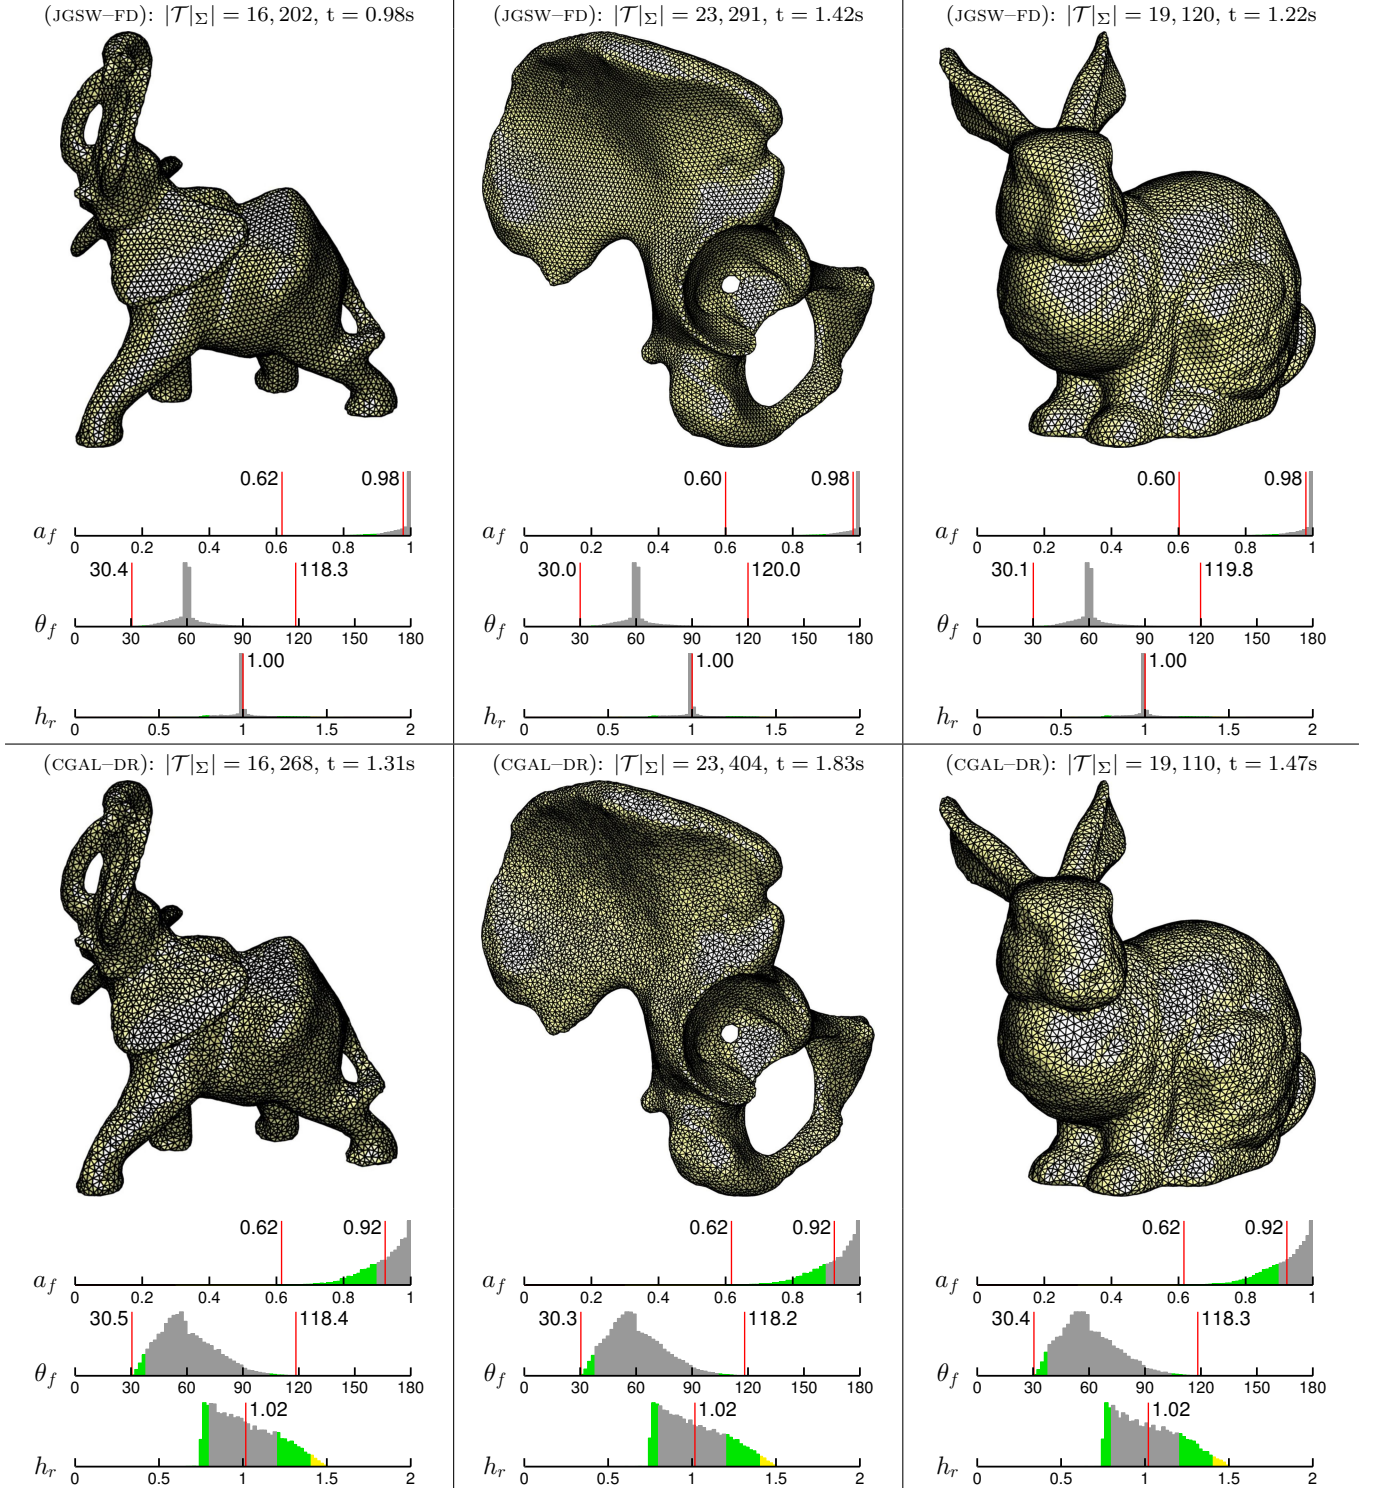 (JGSW–FD): |𝒯|_Σ| = 16,202, t = 0.98s
(JGSW–FD): |𝒯|_Σ| = 23,291, t = 1.42s
(JGSW–FD): |𝒯|_Σ| = 19,120, t = 1.22s
0.62 0.98
a_f
0 0.2 0.4 0.6 0.8 1
30.4 118.3
θ_f
0 30 60 90 120 150 180
1.00
h_r
0 0.5 1 1.5 2
0.60 0.98
a_f
0 0.2 0.4 0.6 0.8 1
30.0 120.0
θ_f
0 30 60 90 120 150 180
1.00
h_r
0 0.5 1 1.5 2
0.60 0.98
a_f
0 0.2 0.4 0.6 0.8 1
30.1 119.8
θ_f
0 30 60 90 120 150 180
1.00
h_r
0 0.5 1 1.5 2
(CGAL–DR): |𝒯|_Σ| = 16,268, t = 1.31s
(CGAL–DR): |𝒯|_Σ| = 23,404, t = 1.83s
(CGAL–DR): |𝒯|_Σ| = 19,110, t = 1.47s
0.62 0.92
a_f
0 0.2 0.4 0.6 0.8 1
30.5 118.4
θ_f
0 30 60 90 120 150 180
1.02
h_r
0 0.5 1 1.5 2
0.62 0.92
a_f
0 0.2 0.4 0.6 0.8 1
30.3 118.2
θ_f
0 30 60 90 120 150 180
1.02
h_r
0 0.5 1 1.5 2
0.62 0.92
a_f
0 0.2 0.4 0.6 0.8 1
30.4 118.3
θ_f
0 30 60 90 120 150 180
1.02
h_r
0 0.5 1 1.5 2